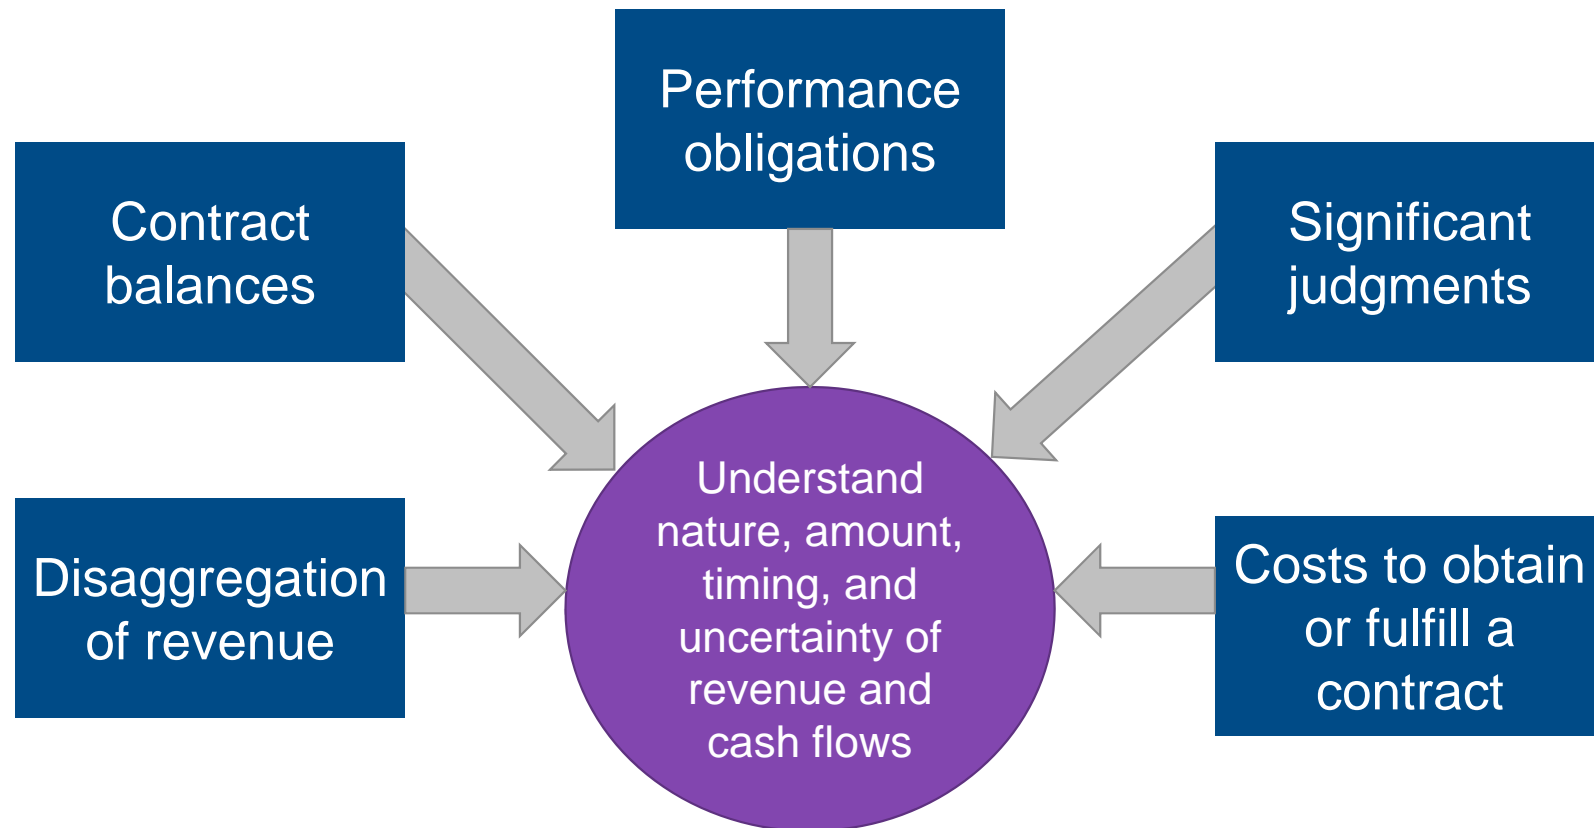 Performance
obligations
Contract
balances
Significant
judgments
Disaggregation
of revenue
Understand
nature, amount,
timing, and
uncertainty of
revenue and
cash flows
Costs to obtain
or fulfill a
contract